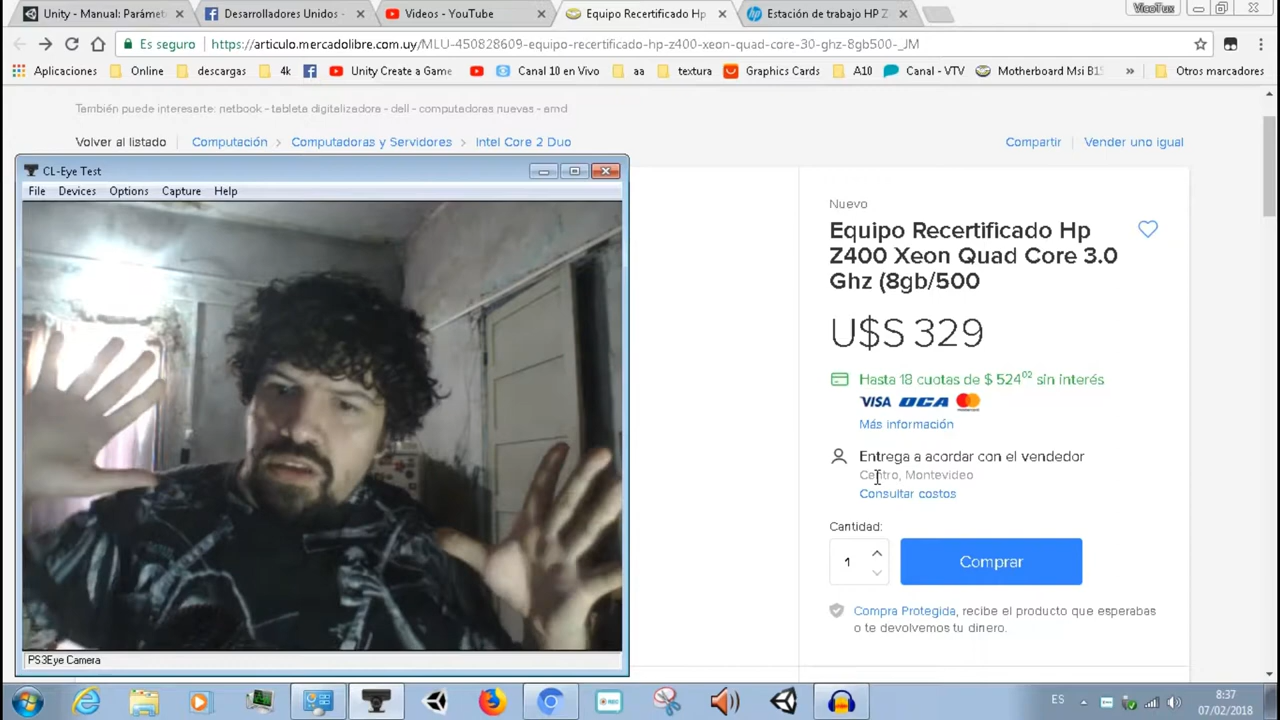 Unity - Manual: Parámet
Desarrolladores Unidos -
Videos - YouTube
Equipo Recertificado Hp
Estación de trabajo HP Z
VicoTux
Es seguro
https://articulo.mercadolibre.com.uy/MLU-450828609-equipo-recertificado-hp-z400-xeon-quad-core-30-ghz-8gb500-_JM
Aplicaciones
Online
descargas
4k
Unity Create a Game
Canal 10 en Vivo
aa
textura
Graphics Cards
A10
Canal - VTV
Motherboard Msi B15
»
Otros marcadores
También puede interesarte: netbook - tableta digitalizadora - dell - computadoras nuevas - amd
Volver al listado
Computación > Computadoras y Servidores > Intel Core 2 Duo
Compartir
Vender uno igual
CL-Eye Test
File Devices Options Capture Help
PS3Eye Camera
Nuevo
Equipo Recertificado Hp
Z400 Xeon Quad Core 3.0
Ghz (8gb/500
U$S 329
Hasta 18 cuotas de $ 524⁰² sin interés
VISA OCA mastercard
Más información
Entrega a acordar con el vendedor
Centro, Montevideo
Consultar costos
Cantidad:
1
Comprar
Compra Protegida, recibe el producto que esperabas
o te devolvemos tu dinero.
ES
8:37
07/02/2018